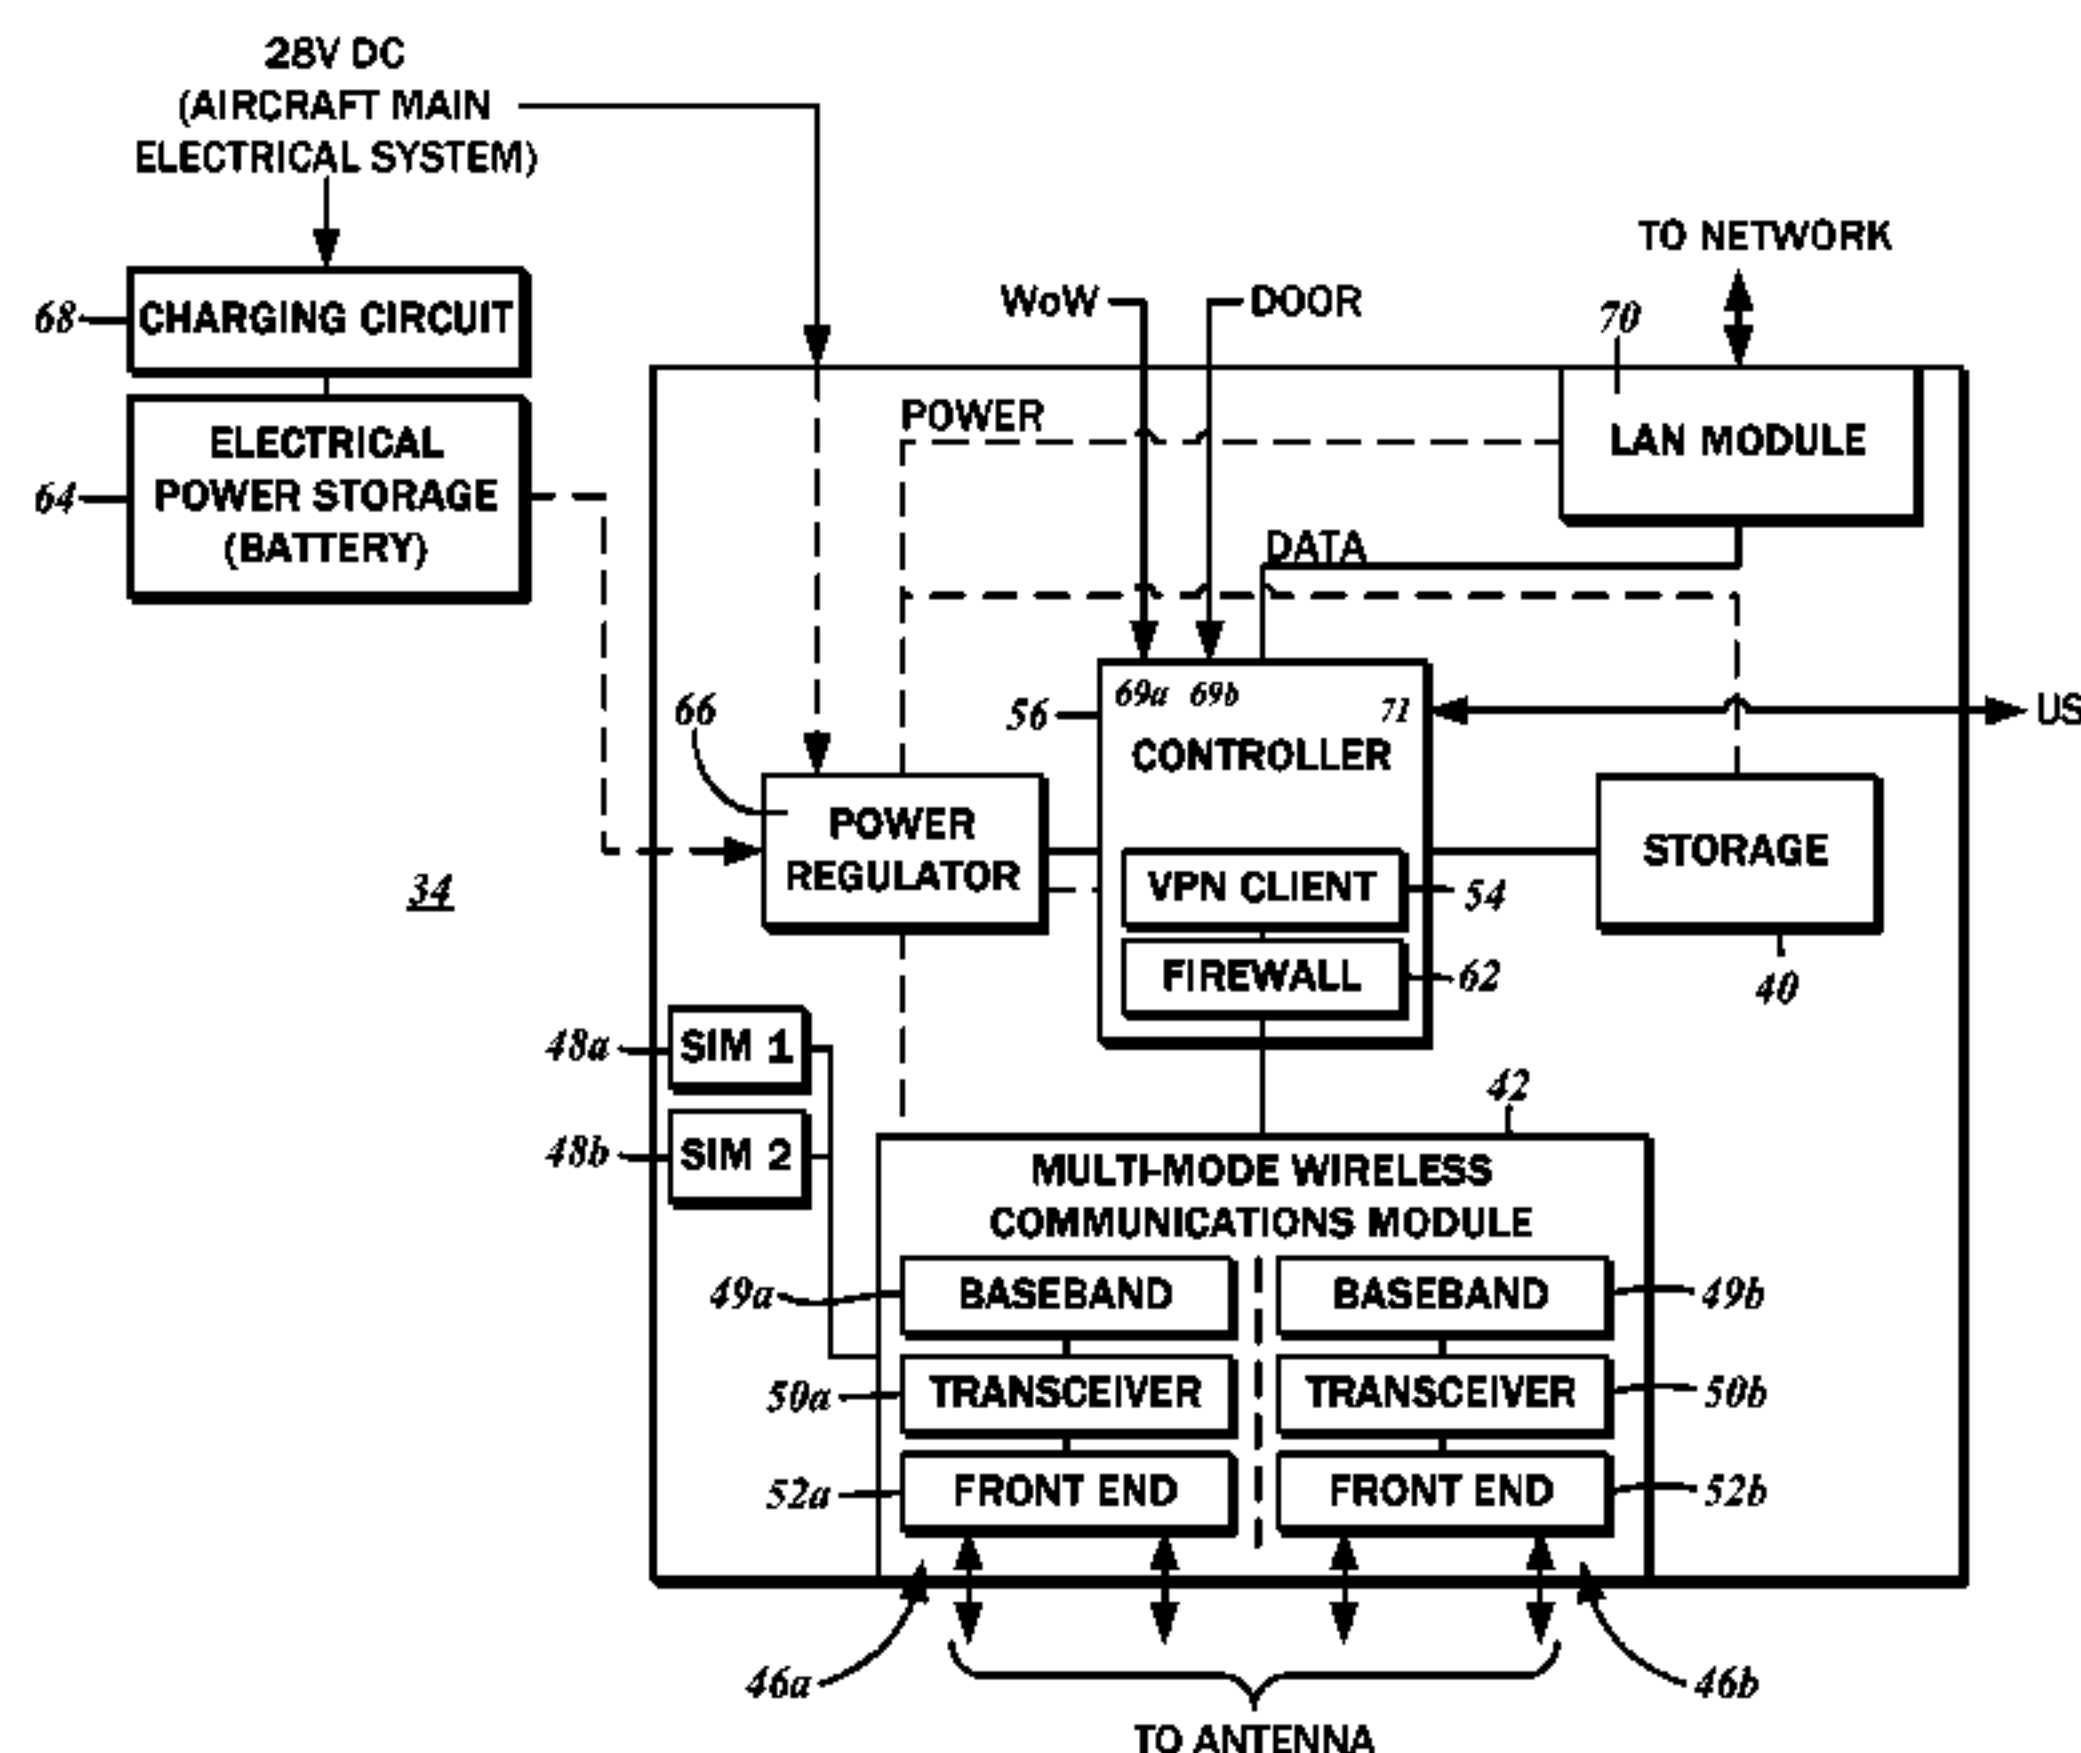 28V DC
(AIRCRAFT MAIN
ELECTRICAL SYSTEM)
TO NETWORK
68
CHARGING CIRCUIT
WoW
DOOR
70
POWER
LAN MODULE
64
ELECTRICAL
POWER STORAGE
(BATTERY)
DATA
66
56
69a
69b
71
US
CONTROLLER
POWER
REGULATOR
STORAGE
34
VPN CLIENT
54
FIREWALL
62
40
48a
SIM 1
48b
SIM 2
42
MULTI-MODE WIRELESS
COMMUNICATIONS MODULE
49a
BASEBAND
BASEBAND
49b
50a
TRANSCEIVER
TRANSCEIVER
50b
52a
FRONT END
FRONT END
52b
46a
46b
TO ANTENNA